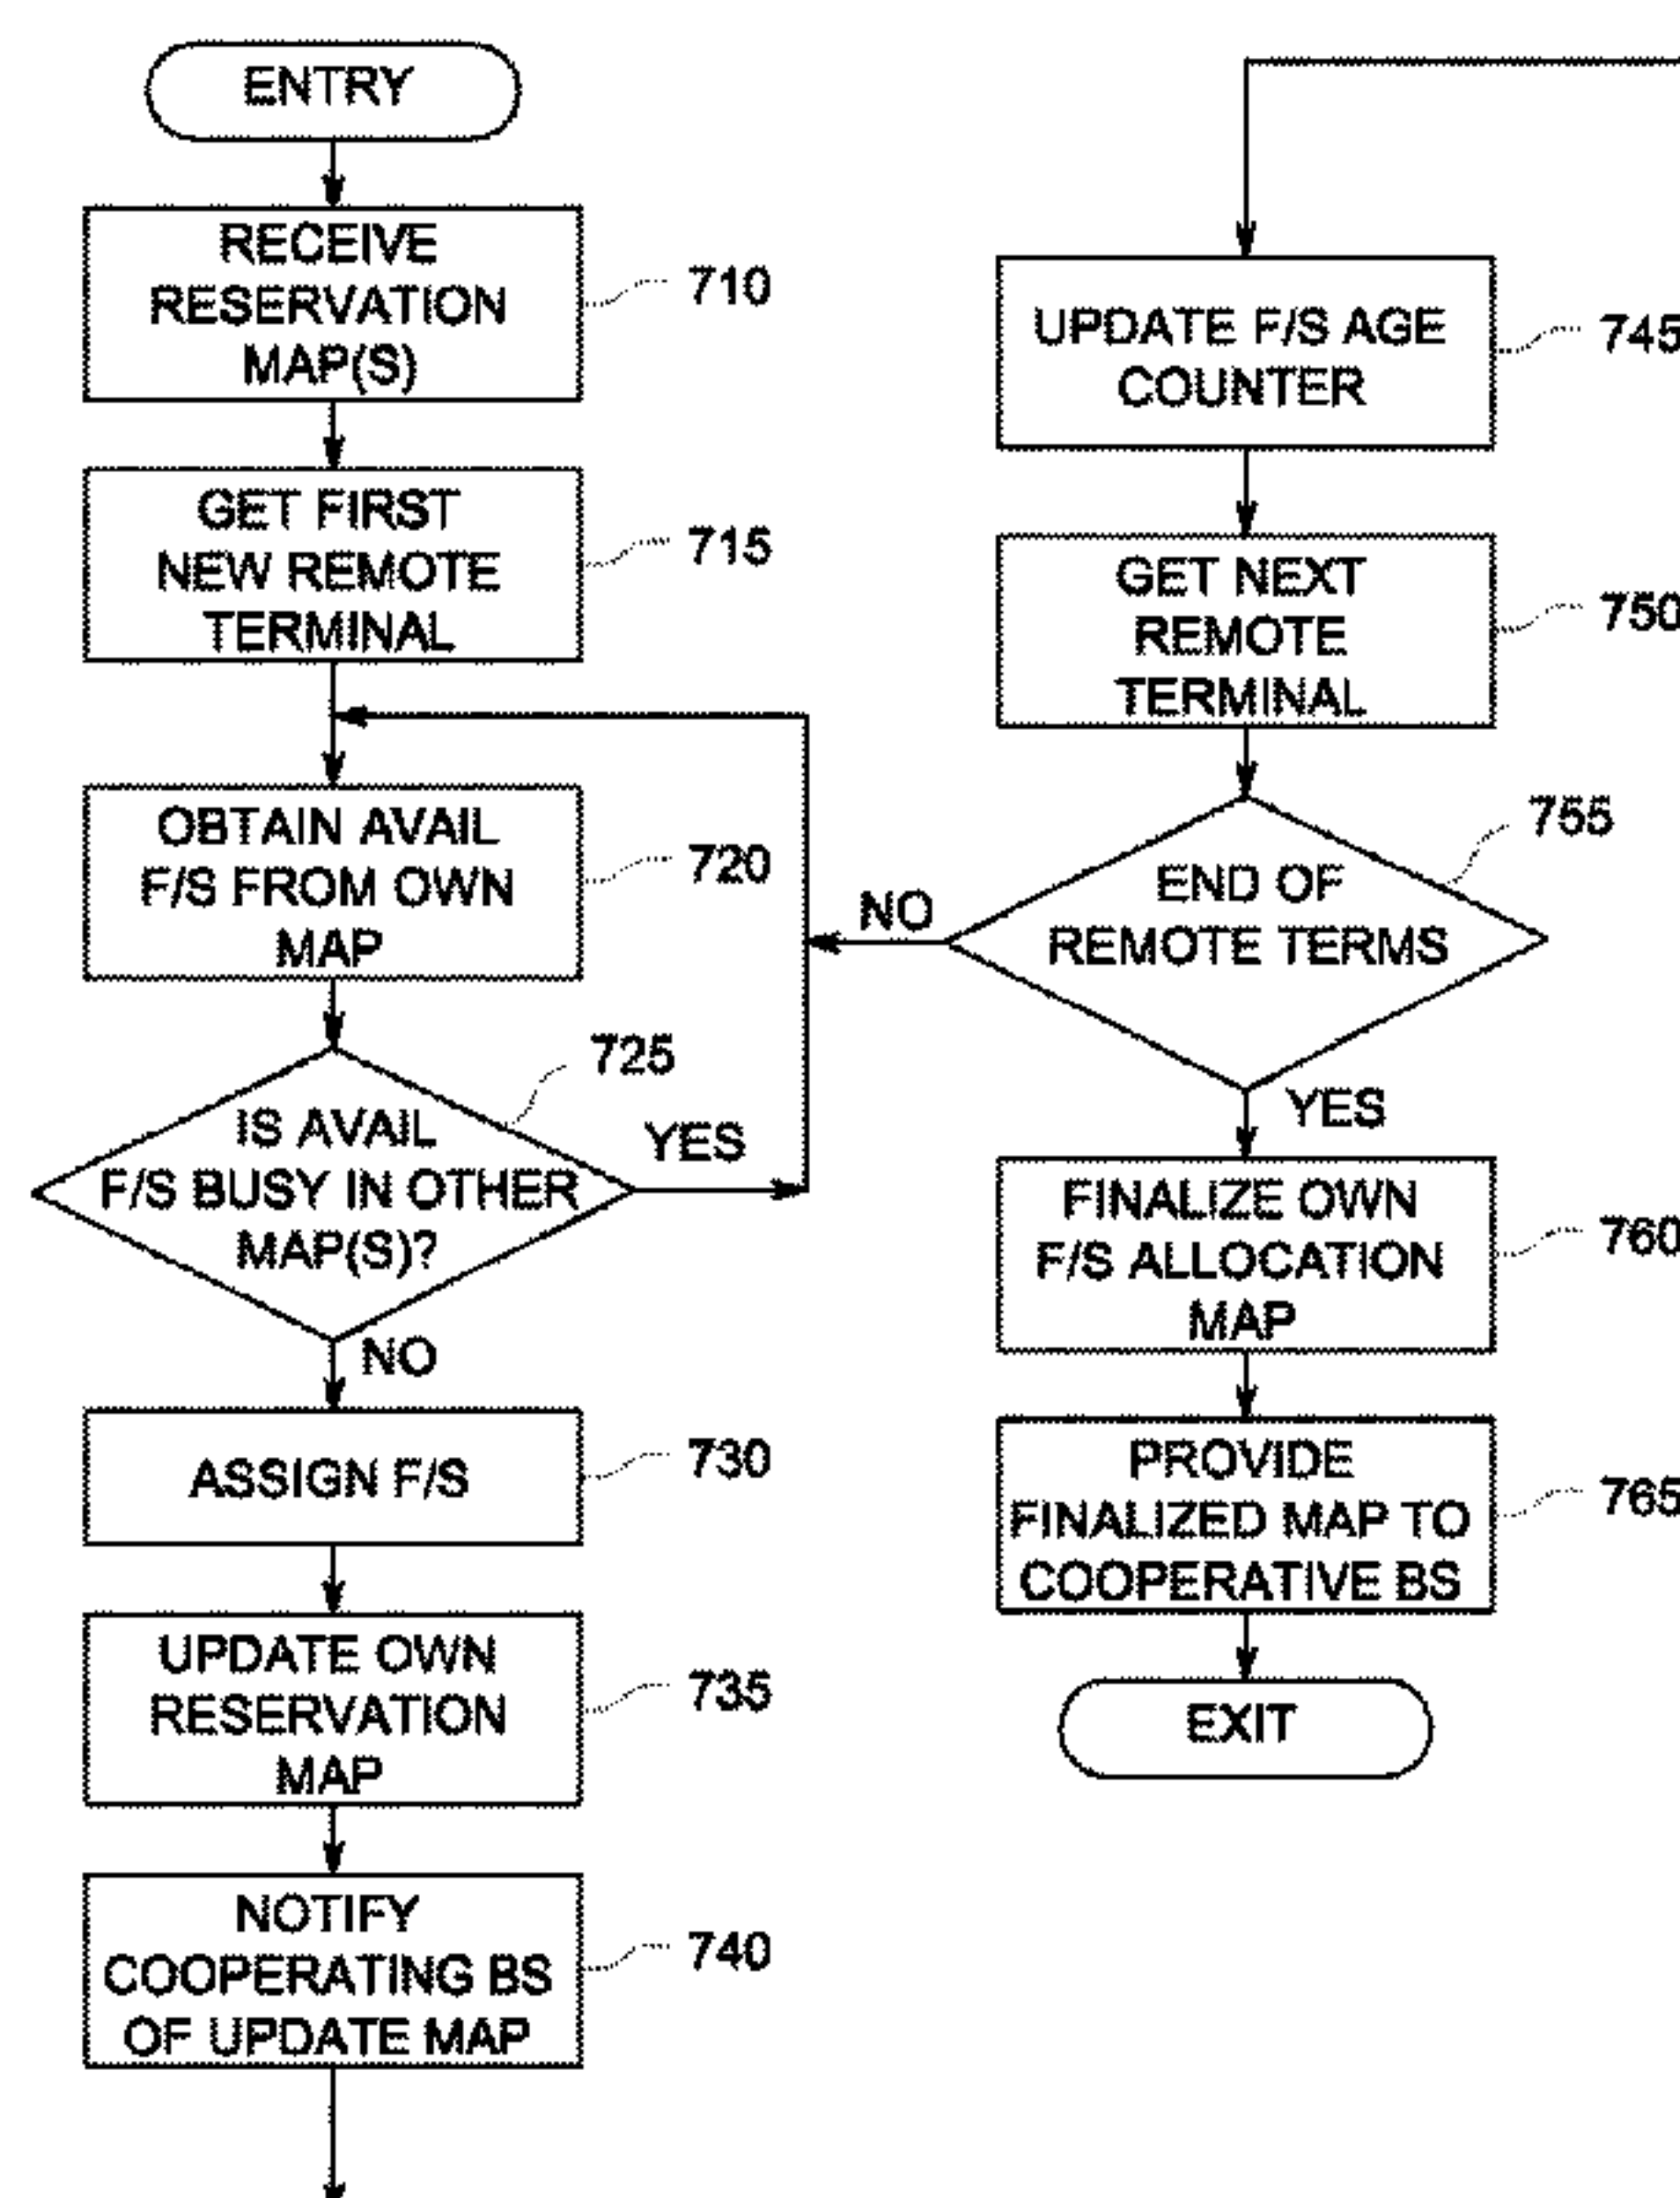 ENTRY
RECEIVE
RESERVATION
MAP(S)
710
GET FIRST
NEW REMOTE
TERMINAL
715
OBTAIN AVAIL
F/S FROM OWN
MAP
720
725
IS AVAIL
F/S BUSY IN OTHER
MAP(S)?
YES
NO
ASSIGN F/S
730
UPDATE OWN
RESERVATION
MAP
735
NOTIFY
COOPERATING BS
OF UPDATE MAP
740
UPDATE F/S AGE
COUNTER
745
GET NEXT
REMOTE
TERMINAL
750
755
END OF
REMOTE TERMS
NO
YES
FINALIZE OWN
F/S ALLOCATION
MAP
760
PROVIDE
FINALIZED MAP TO
COOPERATIVE BS
765
EXIT